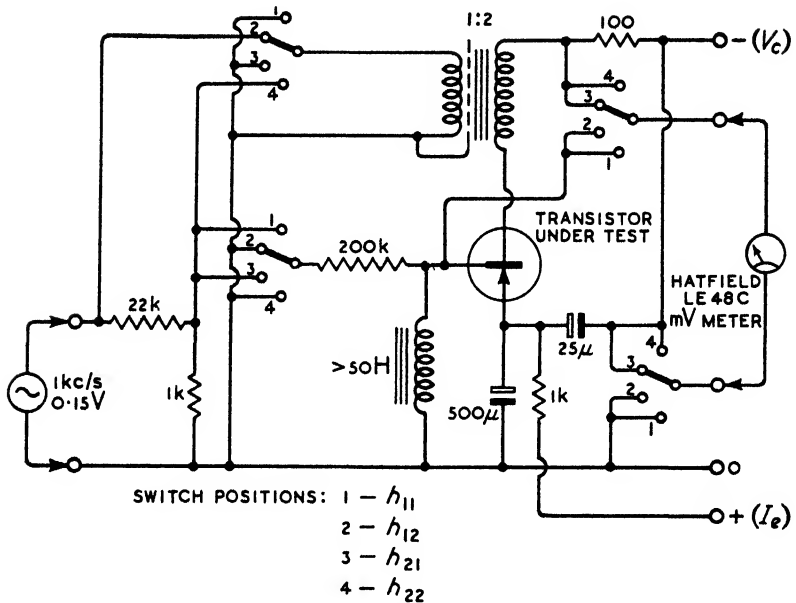 1:2
1
2
3
4
100
– (Vc)
4
3
2
1
TRANSISTOR
UNDER TEST
1
2
3
4
200k
22k
HATFIELD
LE48C
mV METER
1kc/s
0·15V
1k
>50H
25μ
500μ
1k
4
3
2
1
0
+ (Ie)
SWITCH POSITIONS: 1 – h11
2 – h12
3 – h21
4 – h22